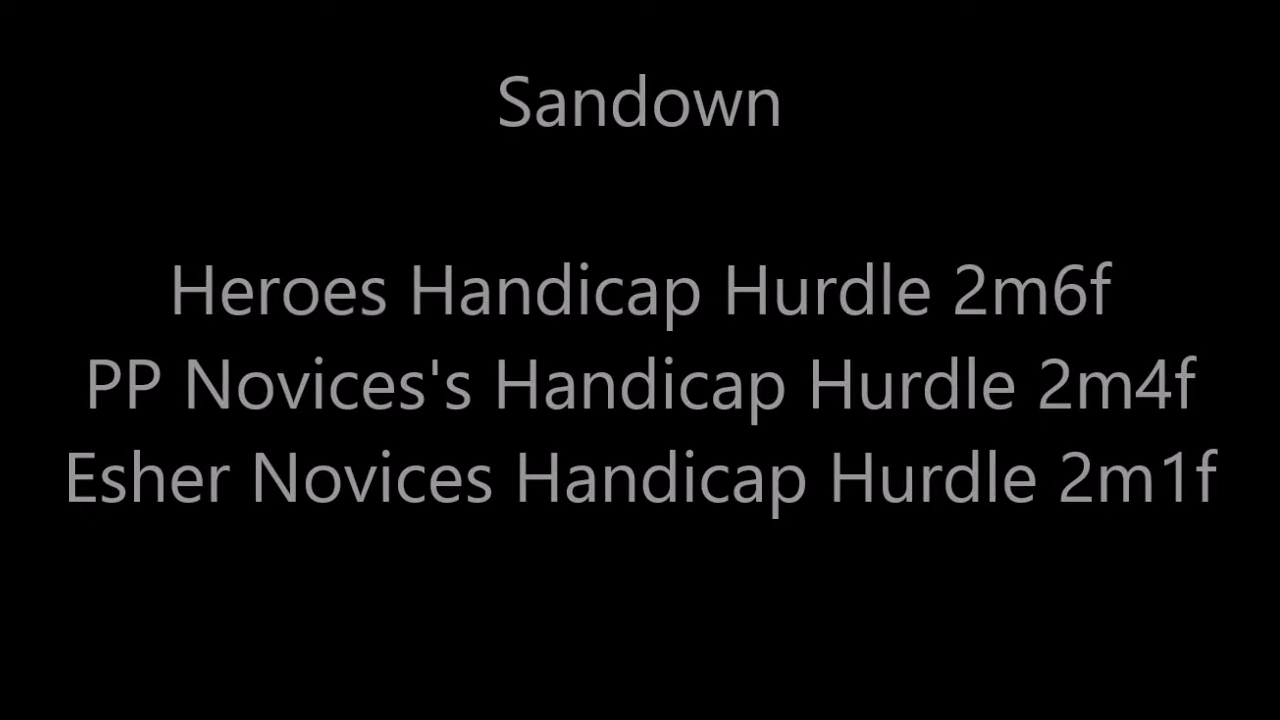 Sandown
Heroes Handicap Hurdle 2m6f
PP Novices's Handicap Hurdle 2m4f
Esher Novices Handicap Hurdle 2m1f